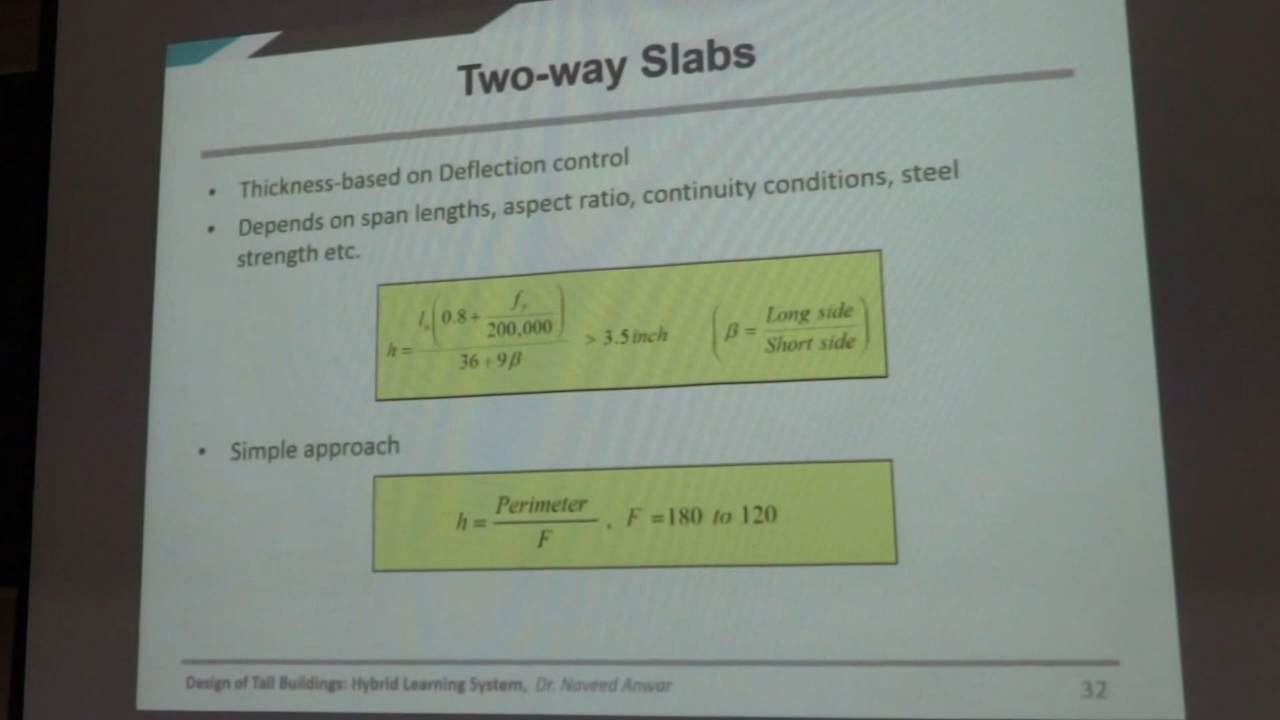 Two-way Slabs
• Thickness-based on Deflection control
• Depends on span lengths, aspect ratio, continuity conditions, steel
strength etc.
h = l_n(0.8 + f_y/200,000) / (36 + 9β) > 3.5 inch (β = Long side/Short side)
• Simple approach
h = Perimeter/F , F =180 to 120
Design of Tall Buildings: Hybrid Learning System, Dr. Naveed Anwar
32